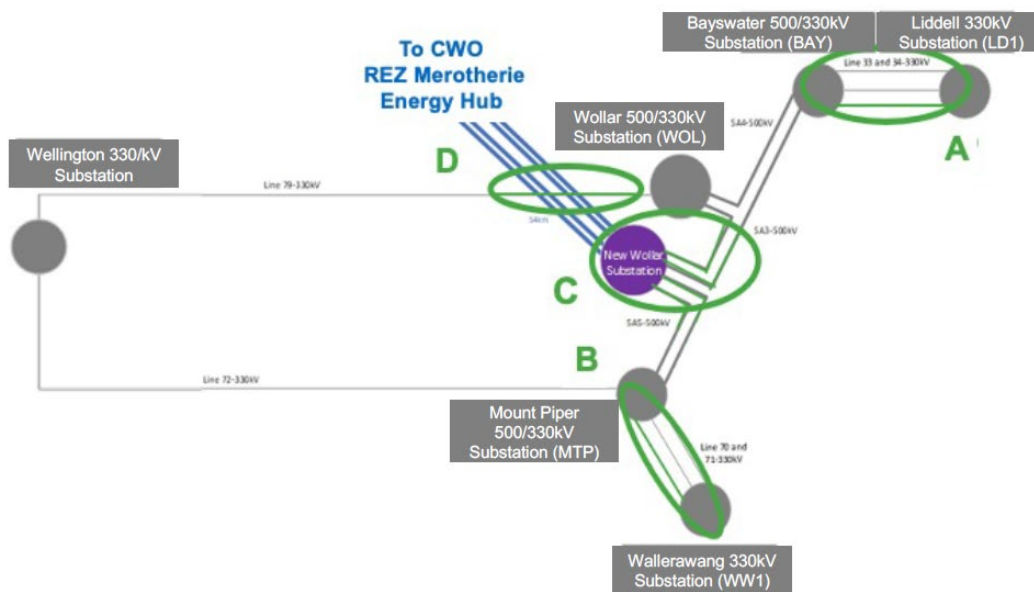 Bayswater 500/330kV
Substation (BAY)
Liddell 330kV
Substation (LD1)
To CWO
REZ Merotherie
Energy Hub
Line 33 and 34-330kV
Wollar 500/330kV
Substation (WOL)
5A4-500kV
A
D
Wellington 330/kV
Substation
Line 79-330kV
54km
5A3-500kV
New Wollar
Substation
C
5A5-500kV
B
Line 72-330kV
Mount Piper
500/330kV
Substation (MTP)
Line 70 and
71-330kV
Wallerawang 330kV
Substation (WW1)